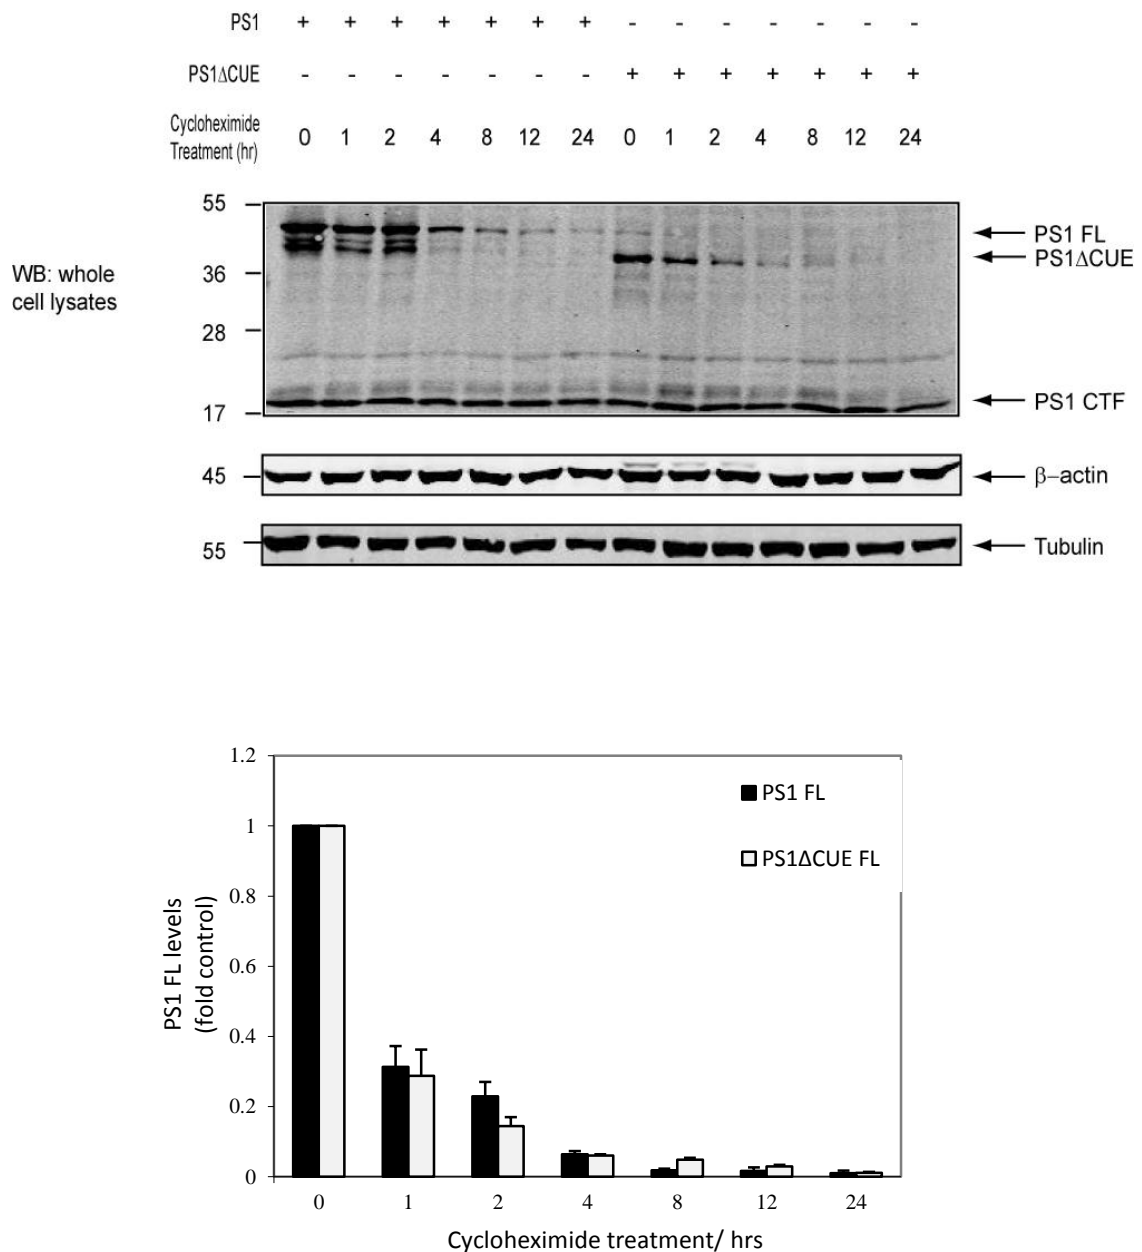 PS1 + + + + + + + - - - - - - -
PS1ΔCUE - - - - - - - + + + + + + +
Cycloheximide
Treatment (hr) 0 1 2 4 8 12 24 0 1 2 4 8 12 24
55
PS1 FL
PS1ΔCUE
WB: whole
cell lysates
36
28
17
PS1 CTF
45
β-actin
55
Tubulin
1.2
1
0.8
0.6
0.4
0.2
0
PS1 FL levels
(fold control)
PS1 FL
PS1ΔCUE FL
0 1 2 4 8 12 24
Cycloheximide treatment/ hrs